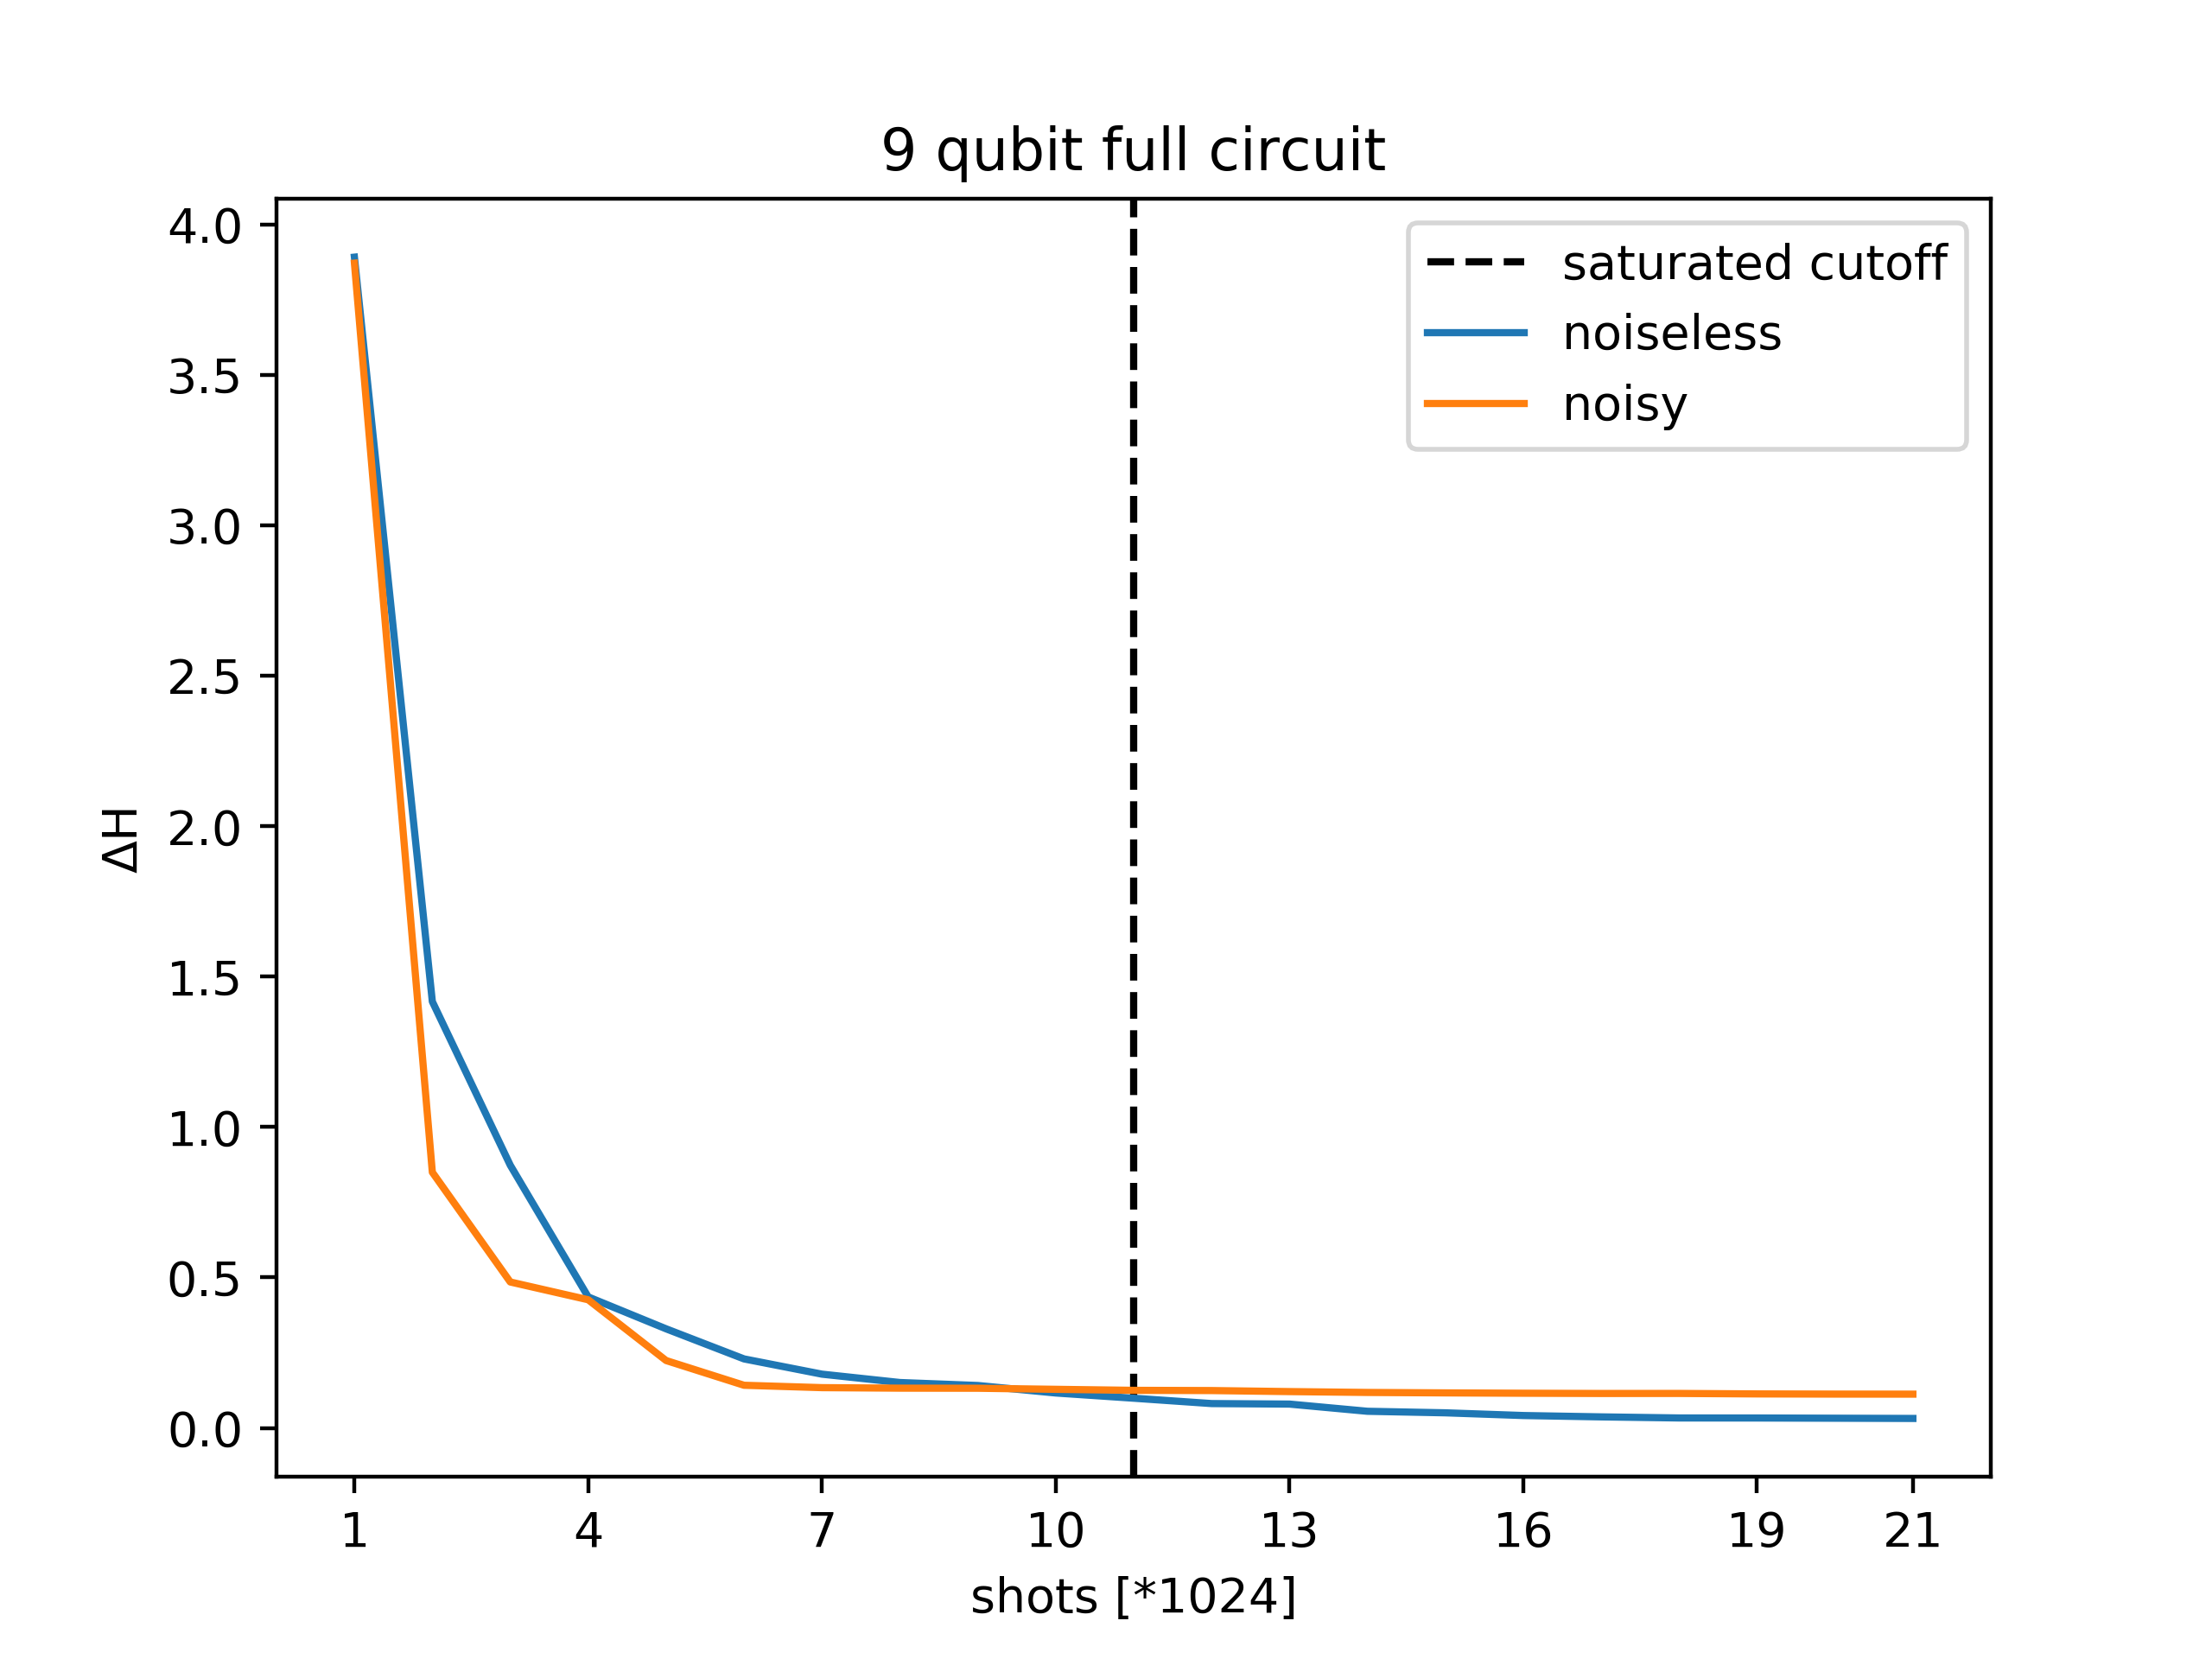 9 qubit full circuit
4.0
3.5
3.0
2.5
2.0
1.5
1.0
0.5
0.0
ΔH
saturated cutoff
noiseless
noisy
1 4 7 10 13 16 19 21
shots [*1024]